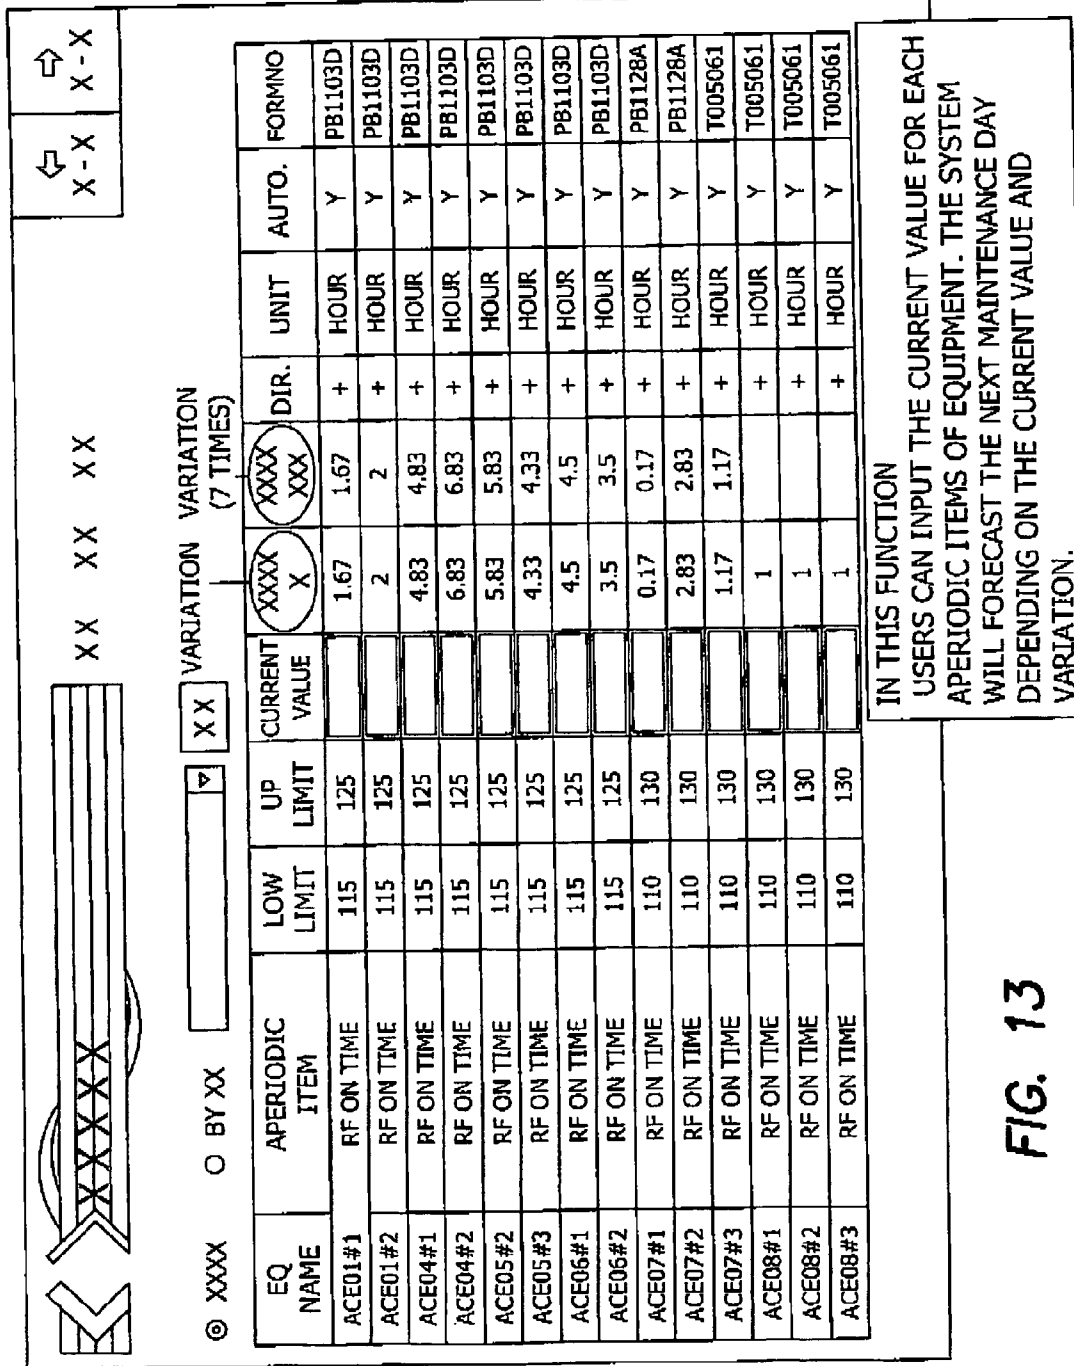 X-X X-X
XXXXX XX XX XX
XXXX BY XX XX VARIATION VARIATION
(7 TIMES)
EQ NAME APERIODIC ITEM LOW LIMIT UP LIMIT CURRENT VALUE XXXX X XXXX XXX DIR. UNIT AUTO. FORMNO
ACE01#1 RF ON TIME 115 125 1.67 1.67 + HOUR Y PB1103D
ACE01#2 RF ON TIME 115 125 2 2 + HOUR Y PB1103D
ACE04#1 RF ON TIME 115 125 4.83 4.83 + HOUR Y PB1103D
ACE04#2 RF ON TIME 115 125 6.83 6.83 + HOUR Y PB1103D
ACE05#2 RF ON TIME 115 125 5.83 5.83 + HOUR Y PB1103D
ACE05#3 RF ON TIME 115 125 4.33 4.33 + HOUR Y PB1103D
ACE06#1 RF ON TIME 115 125 4.5 4.5 + HOUR Y PB1103D
ACE06#2 RF ON TIME 115 125 3.5 3.5 + HOUR Y PB1103D
ACE07#1 RF ON TIME 110 130 0.17 0.17 + HOUR Y PB1128A
ACE07#2 RF ON TIME 110 130 2.83 2.83 + HOUR Y PB1128A
ACE07#3 RF ON TIME 110 130 1.17 1.17 + HOUR Y T005061
ACE08#1 RF ON TIME 110 130 1 + HOUR Y T005061
ACE08#2 RF ON TIME 110 130 1 + HOUR Y T005061
ACE08#3 RF ON TIME 110 130 1 + HOUR Y T005061
IN THIS FUNCTION
USERS CAN INPUT THE CURRENT VALUE FOR EACH
APERIODIC ITEMS OF EQUIPMENT. THE SYSTEM
WILL FORECAST THE NEXT MAINTENANCE DAY
DEPENDING ON THE CURRENT VALUE AND
VARIATION.
FIG. 13